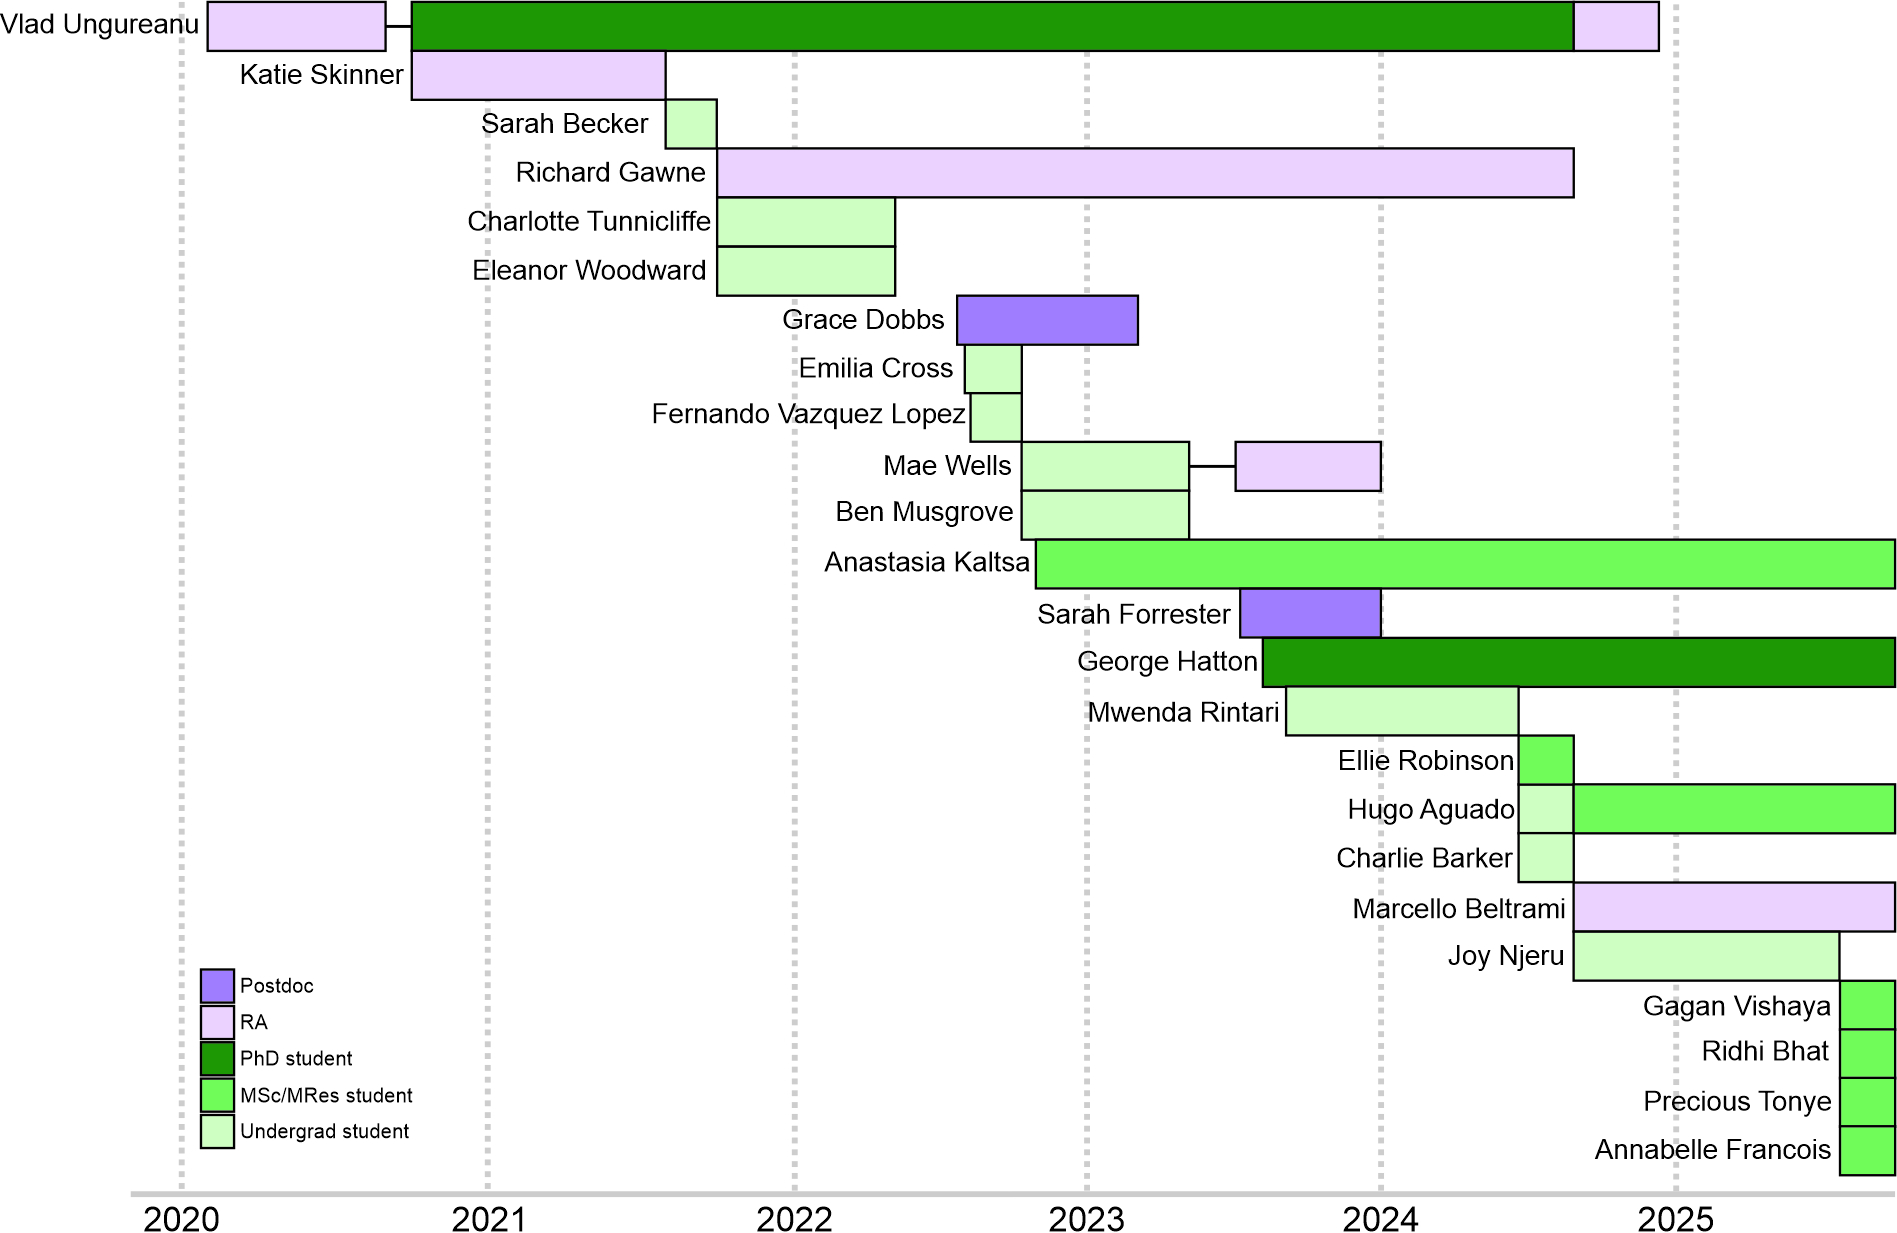 Vlad Ungureanu
Katie Skinner
Sarah Becker
Richard Gawne
Charlotte Tunnicliffe
Eleanor Woodward
Grace Dobbs
Emilia Cross
Fernando Vazquez Lopez
Mae Wells
Ben Musgrove
Anastasia Kaltsa
Sarah Forrester
George Hatton
Mwenda Rintari
Ellie Robinson
Hugo Aguado
Charlie Barker
Marcello Beltrami
Joy Njeru
Gagan Vishaya
Ridhi Bhat
Precious Tonye
Annabelle Francois
Postdoc
RA
PhD student
MSc/MRes student
Undergrad student
2020 2021 2022 2023 2024 2025